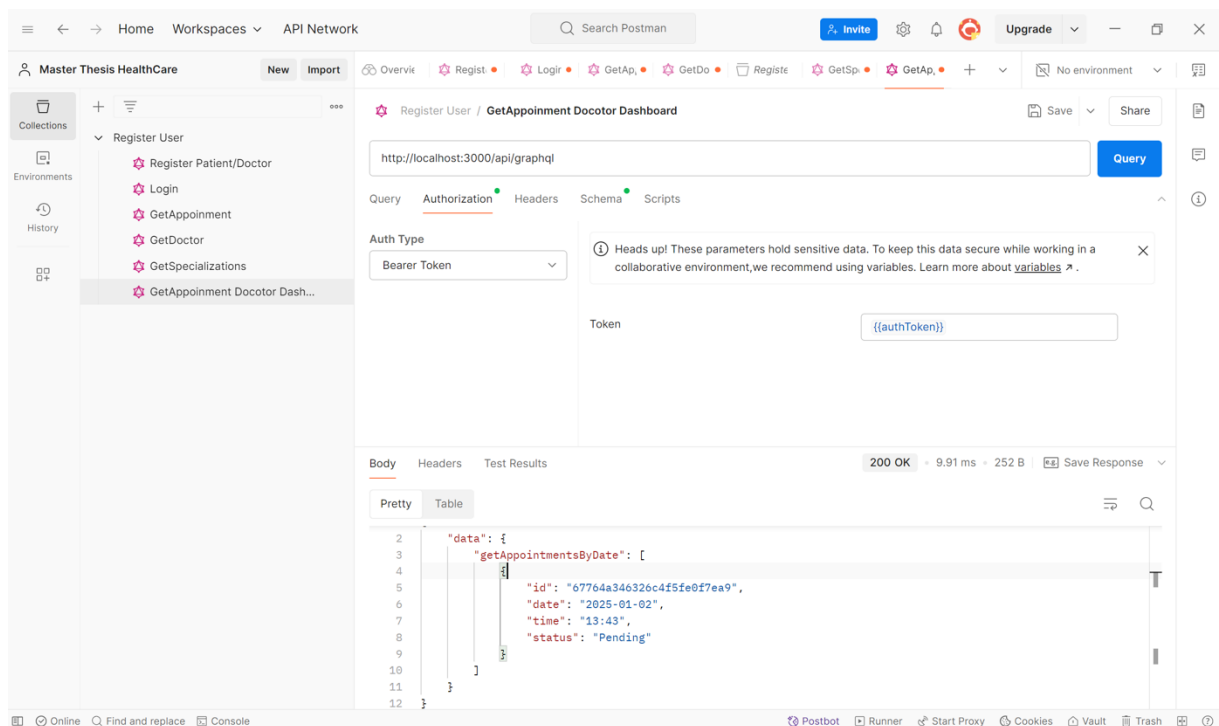 Home Workspaces API Network Search Postman Invite Upgrade
Master Thesis HealthCare New Import Overvie Regist GetAp, GetDo Registe GetSp GetAp, No environment
Collections
Environments
History
Register User
Register Patient/Doctor
Login
GetAppoinment
GetDoctor
GetSpecializations
GetAppoinment Docotor Dash...
Register User / GetAppoinment Docotor Dashboard Save Share
http://localhost:3000/api/graphql Query
Query Authorization Headers Schema Scripts
Auth Type
Bearer Token
Heads up! These parameters hold sensitive data. To keep this data secure while working in a
collaborative environment,we recommend using variables. Learn more about variables ↗ .
Token {{authToken}}
Body Headers Test Results 200 OK 9.91 ms 252 B e.g. Save Response
Pretty Table
2 "data": {
3 "getAppointmentsByDate": [
4 {
5 "id": "67764a346326c4f5fe0f7ea9",
6 "date": "2025-01-02",
7 "time": "13:43",
8 "status": "Pending"
9 }
10 ]
11 }
12 }
Online Find and replace Console Postbot Runner Start Proxy Cookies Vault Trash